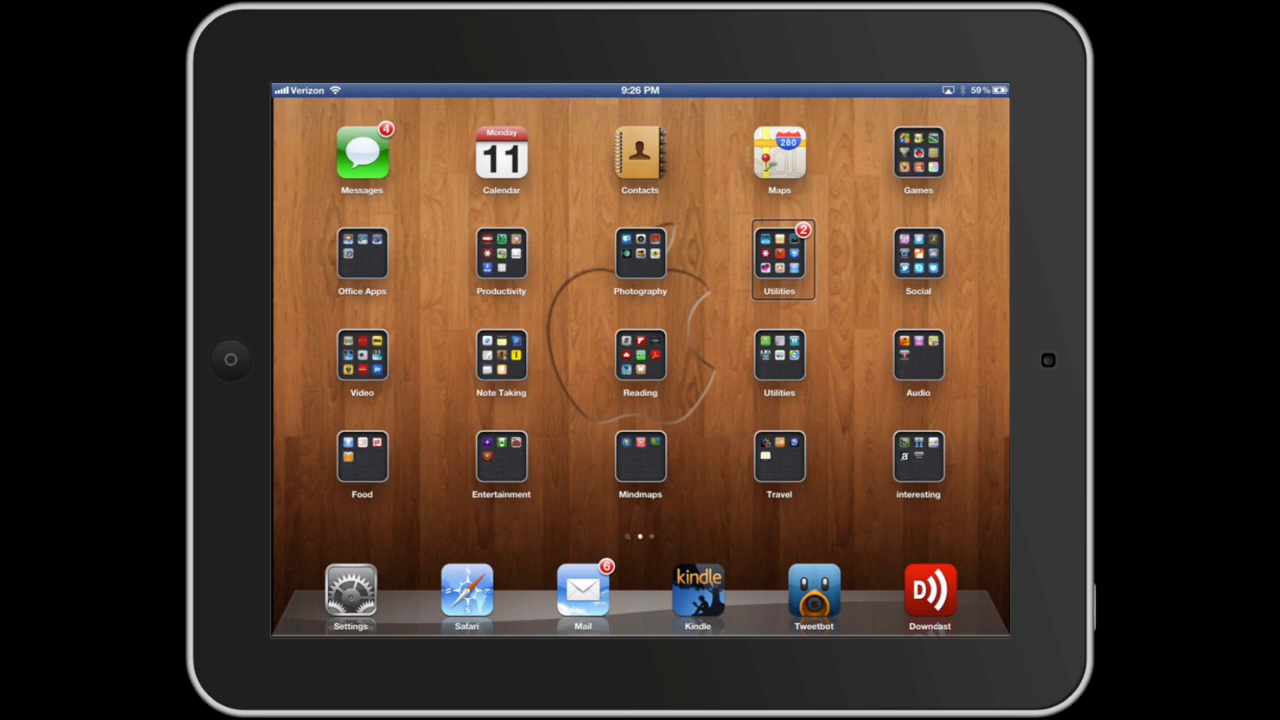 Verizon 9:26 PM 59%
4
Monday
11
280
Messages Calendar Contacts Maps Games
2
Office Apps Productivity Photography Utilities Social
Video Note Taking Reading Utilities Audio
Food Entertainment Mindmaps Travel interesting
6
kindle
D
Settings Safari Mail Kindle Tweetbot Downcast